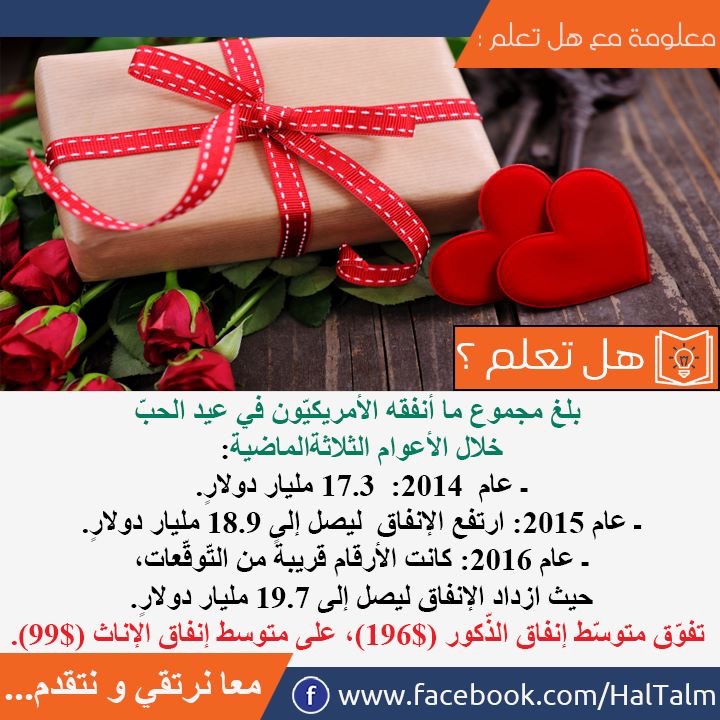 معلومة مع هل تعلم :
هل تعلم ؟
بلغ مجموع ما أنفقه الأمريكيّون في عيد الحبّ
خلال الأعوام الثلاثةالماضية:
ـ عام 2014: 17.3 مليار دولارٍ.
ـ عام 2015: ارتفع الإنفاق ليصل إلى 18.9 مليار دولارٍ.
ـ عام 2016: كانت الأرقام قريبةً من التّوقّعات،
حيث ازداد الإنفاق ليصل إلى 19.7 مليار دولارٍ.
تفوّق متوسّط إنفاق الذّكور (196$)، على متوسط إنفاق الإناث (99$).
معا نرتقي و نتقدم...
www.facebook.com/HalTalm